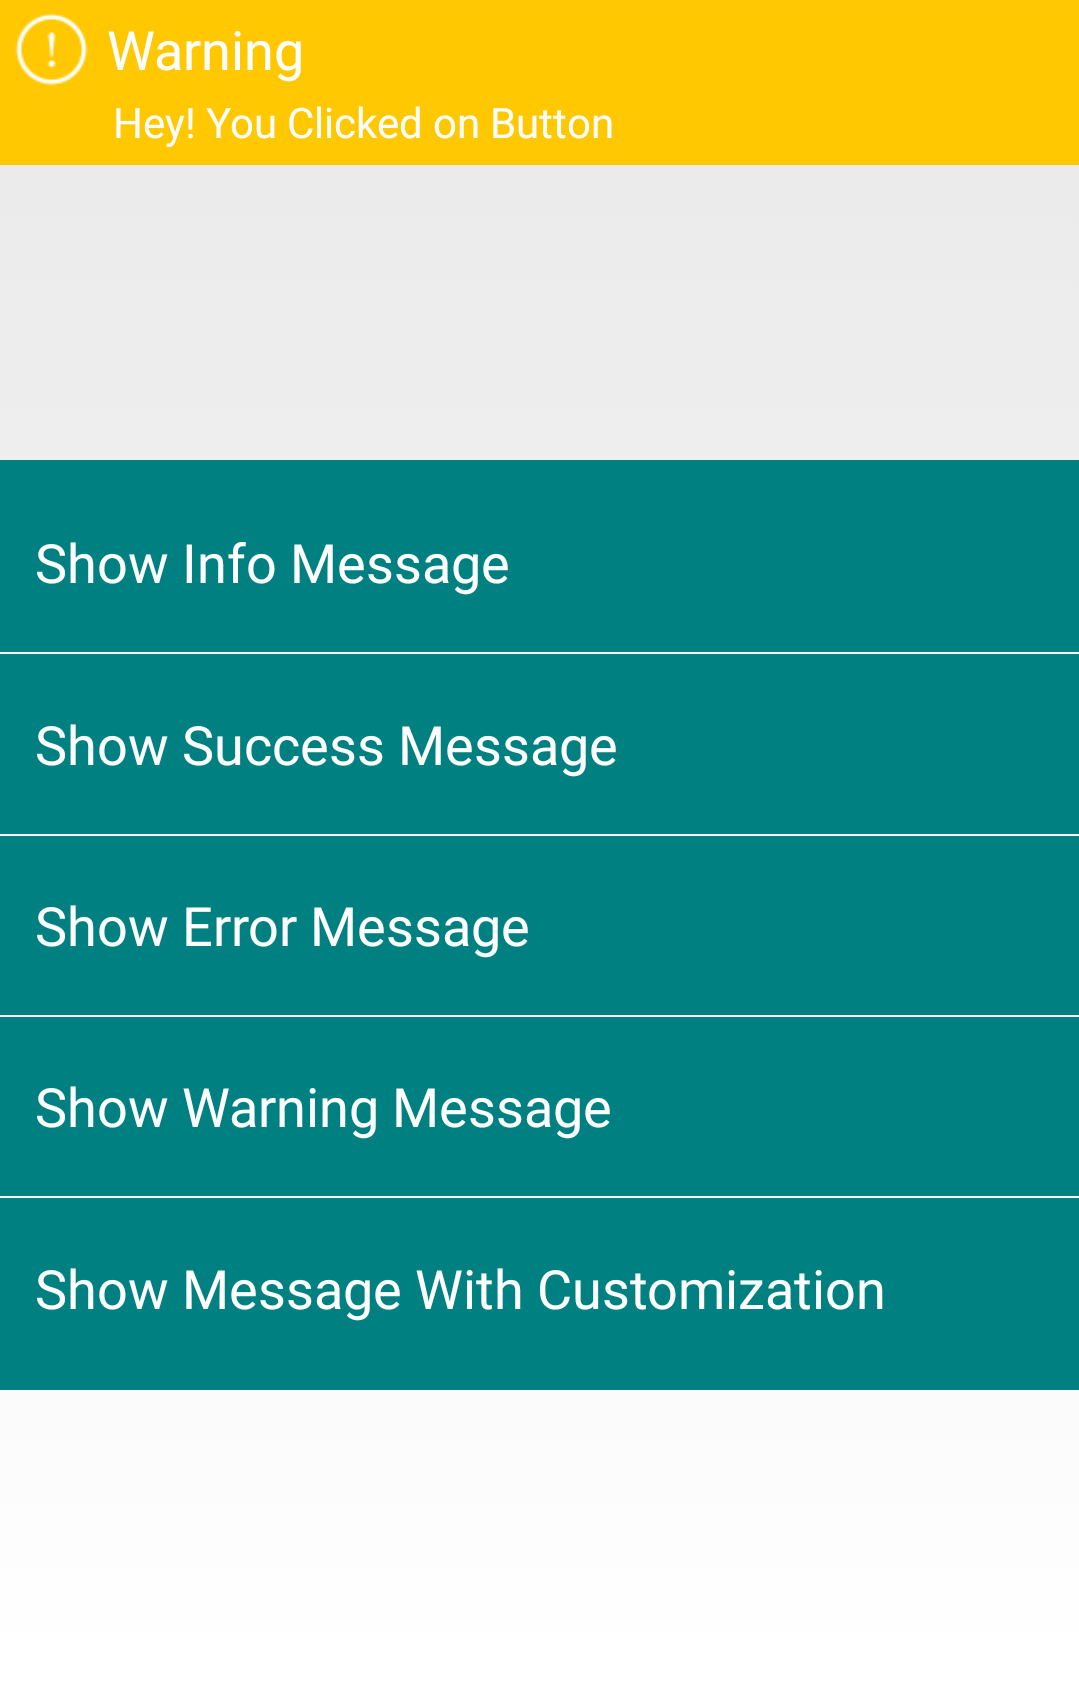 Warning
Hey! You Clicked on Button
Show Info Message
Show Success Message
Show Error Message
Show Warning Message
Show Message With Customization